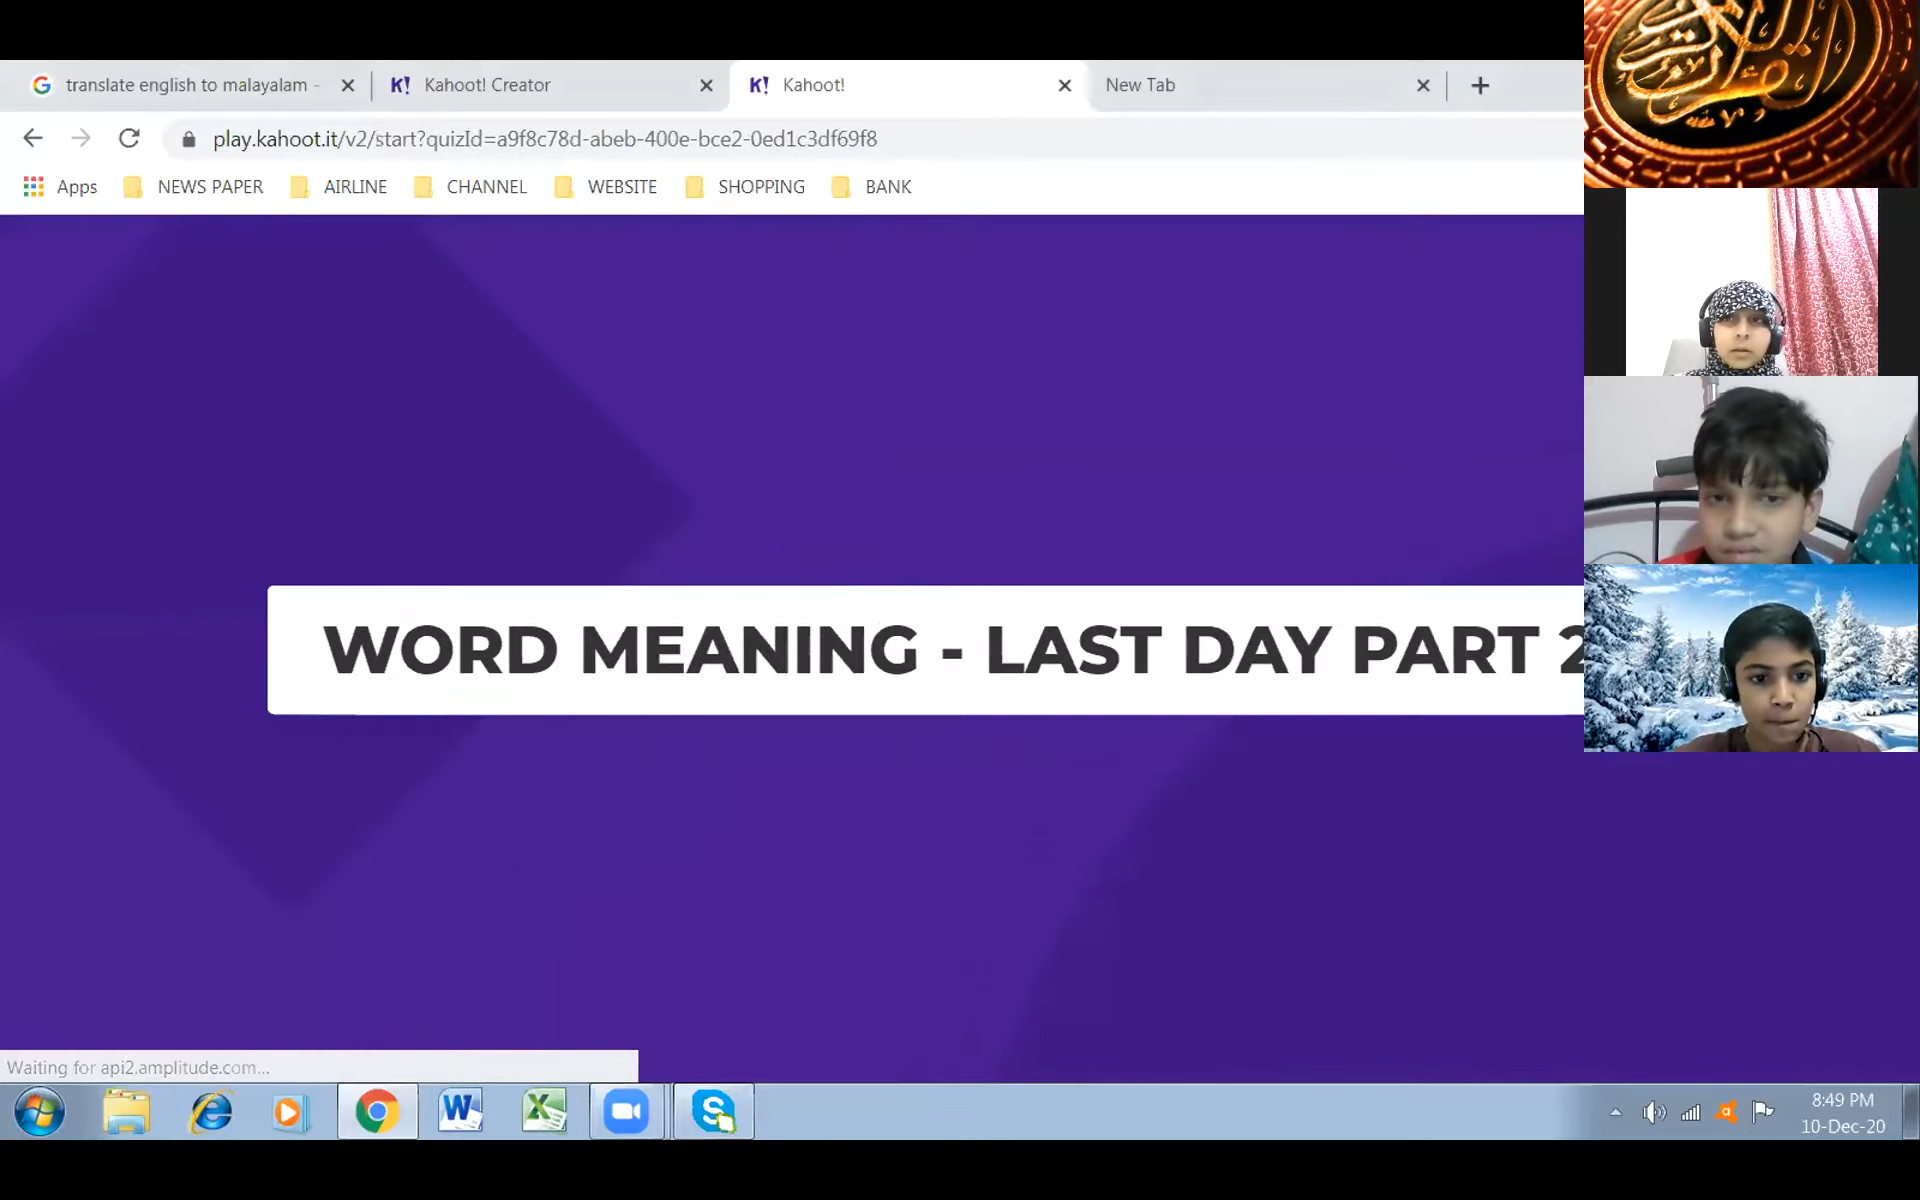 translate english to malayalam -
Kahoot! Creator
Kahoot!
New Tab
play.kahoot.it/v2/start?quizId=a9f8c78d-abeb-400e-bce2-0ed1c3df69f8
Apps
NEWS PAPER
AIRLINE
CHANNEL
WEBSITE
SHOPPING
BANK
WORD MEANING - LAST DAY PART 2
Waiting for api2.amplitude.com...
8:49 PM
10-Dec-20